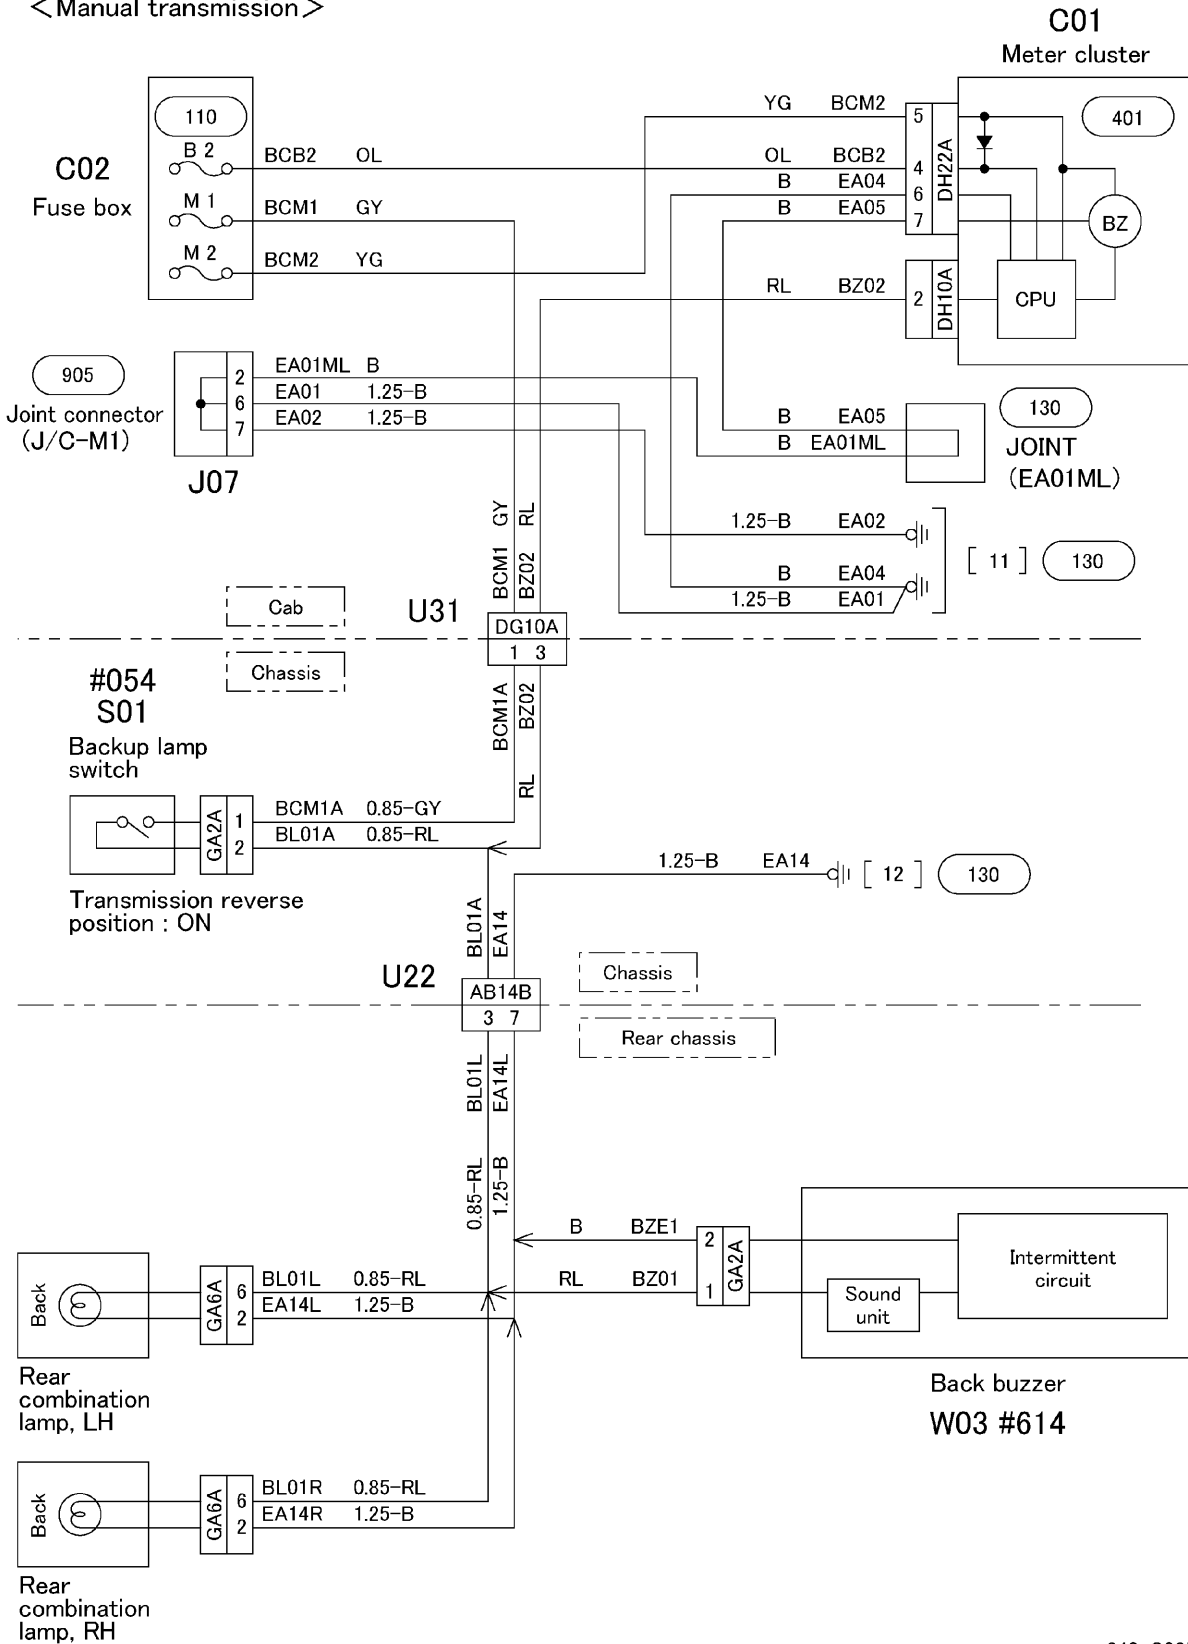 <Manual transmission>
C01
Meter cluster
C02
Fuse box
110
B 2
M 1
M 2
BCB2 OL
BCM1 GY
BCM2 YG
YG BCM2
OL BCB2
B EA04
B EA05
RL BZ02
5
4
6
7
DH22A
2
DH10A
401
BZ
CPU
905
Joint connector
(J/C-M1)
J07
2
6
7
EA01ML B
EA01 1.25-B
EA02 1.25-B
B EA05
B EA01ML
130
JOINT
(EA01ML)
1.25-B EA02
B EA04
1.25-B EA01
[ 11 ] 130
BCM1 GY
BZ02 RL
Cab
U31
DG10A
1 3
Chassis
BCM1A
BZ02 RL
#054
S01
Backup lamp
switch
GA2A
1
2
BCM1A 0.85-GY
BL01A 0.85-RL
Transmission reverse
position : ON
1.25-B EA14
[ 12 ] 130
BL01A
EA14
U22
AB14B
3 7
Chassis
Rear chassis
BL01L 0.85-RL
EA14L 1.25-B
B BZE1
RL BZ01
2
1
GA2A
Intermittent
circuit
Sound
unit
Back buzzer
W03 #614
Back
GA6A
6
2
BL01L 0.85-RL
EA14L 1.25-B
Rear
combination
lamp, LH
Back
GA6A
6
2
BL01R 0.85-RL
EA14R 1.25-B
Rear
combination
lamp, RH